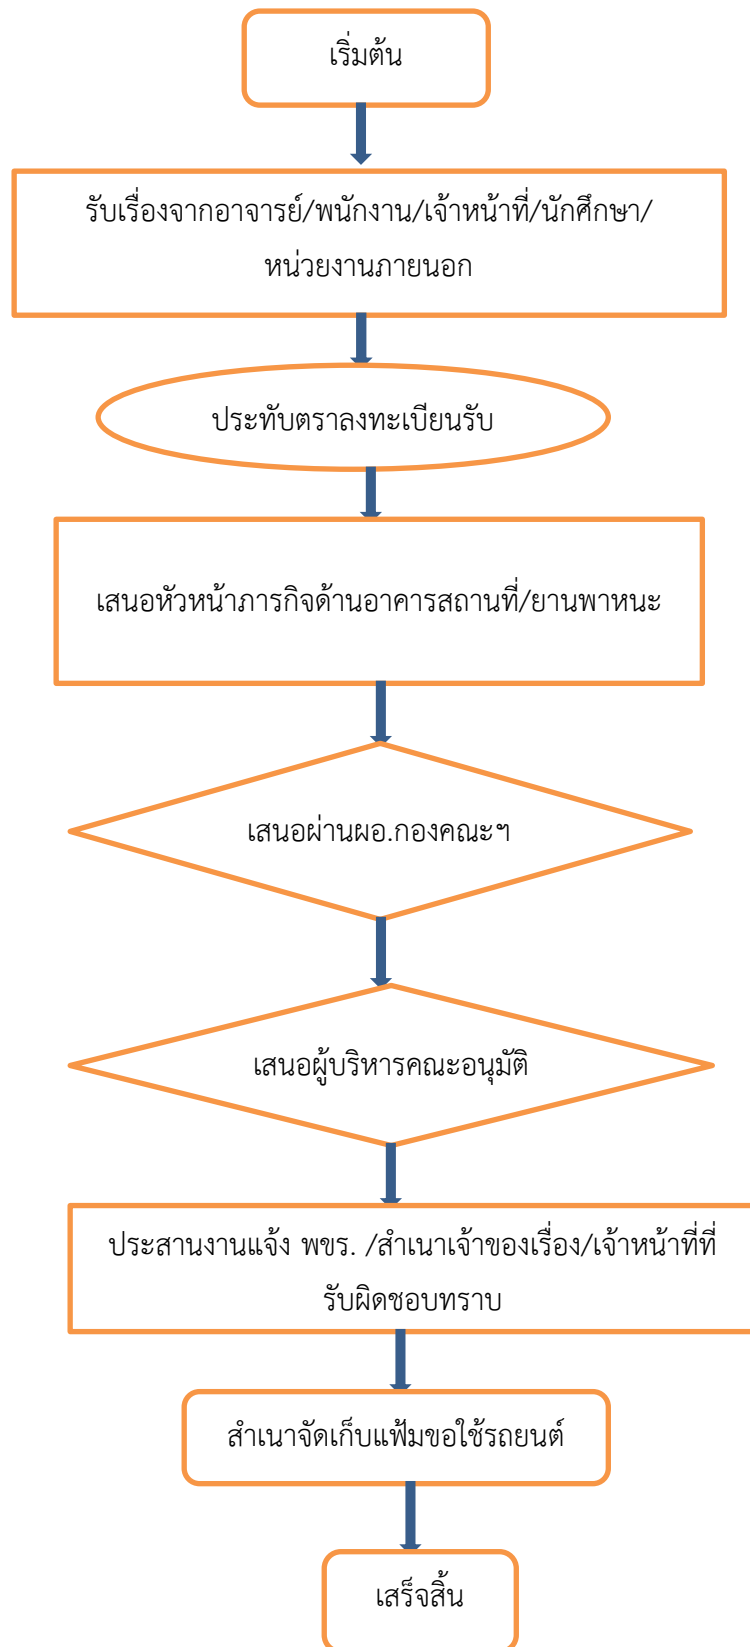 เริ่มต้น
รับเรื่องจากอาจารย์/พนักงาน/เจ้าหน้าที่/นักศึกษา/
หน่วยงานภายนอก
ประทับตราลงทะเบียนรับ
เสนอหัวหน้าภารกิจด้านอาคารสถานที่/ยานพาหนะ
เสนอผ่านผอ.กองคณะฯ
เสนอผู้บริหารคณะอนุมัติ
ประสานงานแจ้ง พขร. /สำเนาเจ้าของเรื่อง/เจ้าหน้าที่ที่
รับผิดชอบทราบ
สำเนาจัดเก็บแฟ้มขอใช้รถยนต์
เสร็จสิ้น